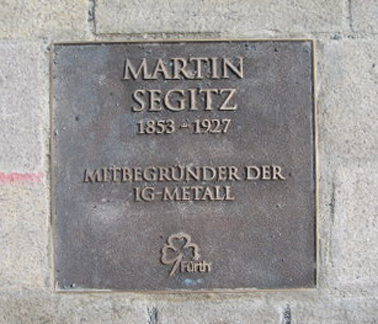 MARTIN
SEGITZ
1853 - 1927
MITBEGRÜNDER DER
IG-METALL
Fürth